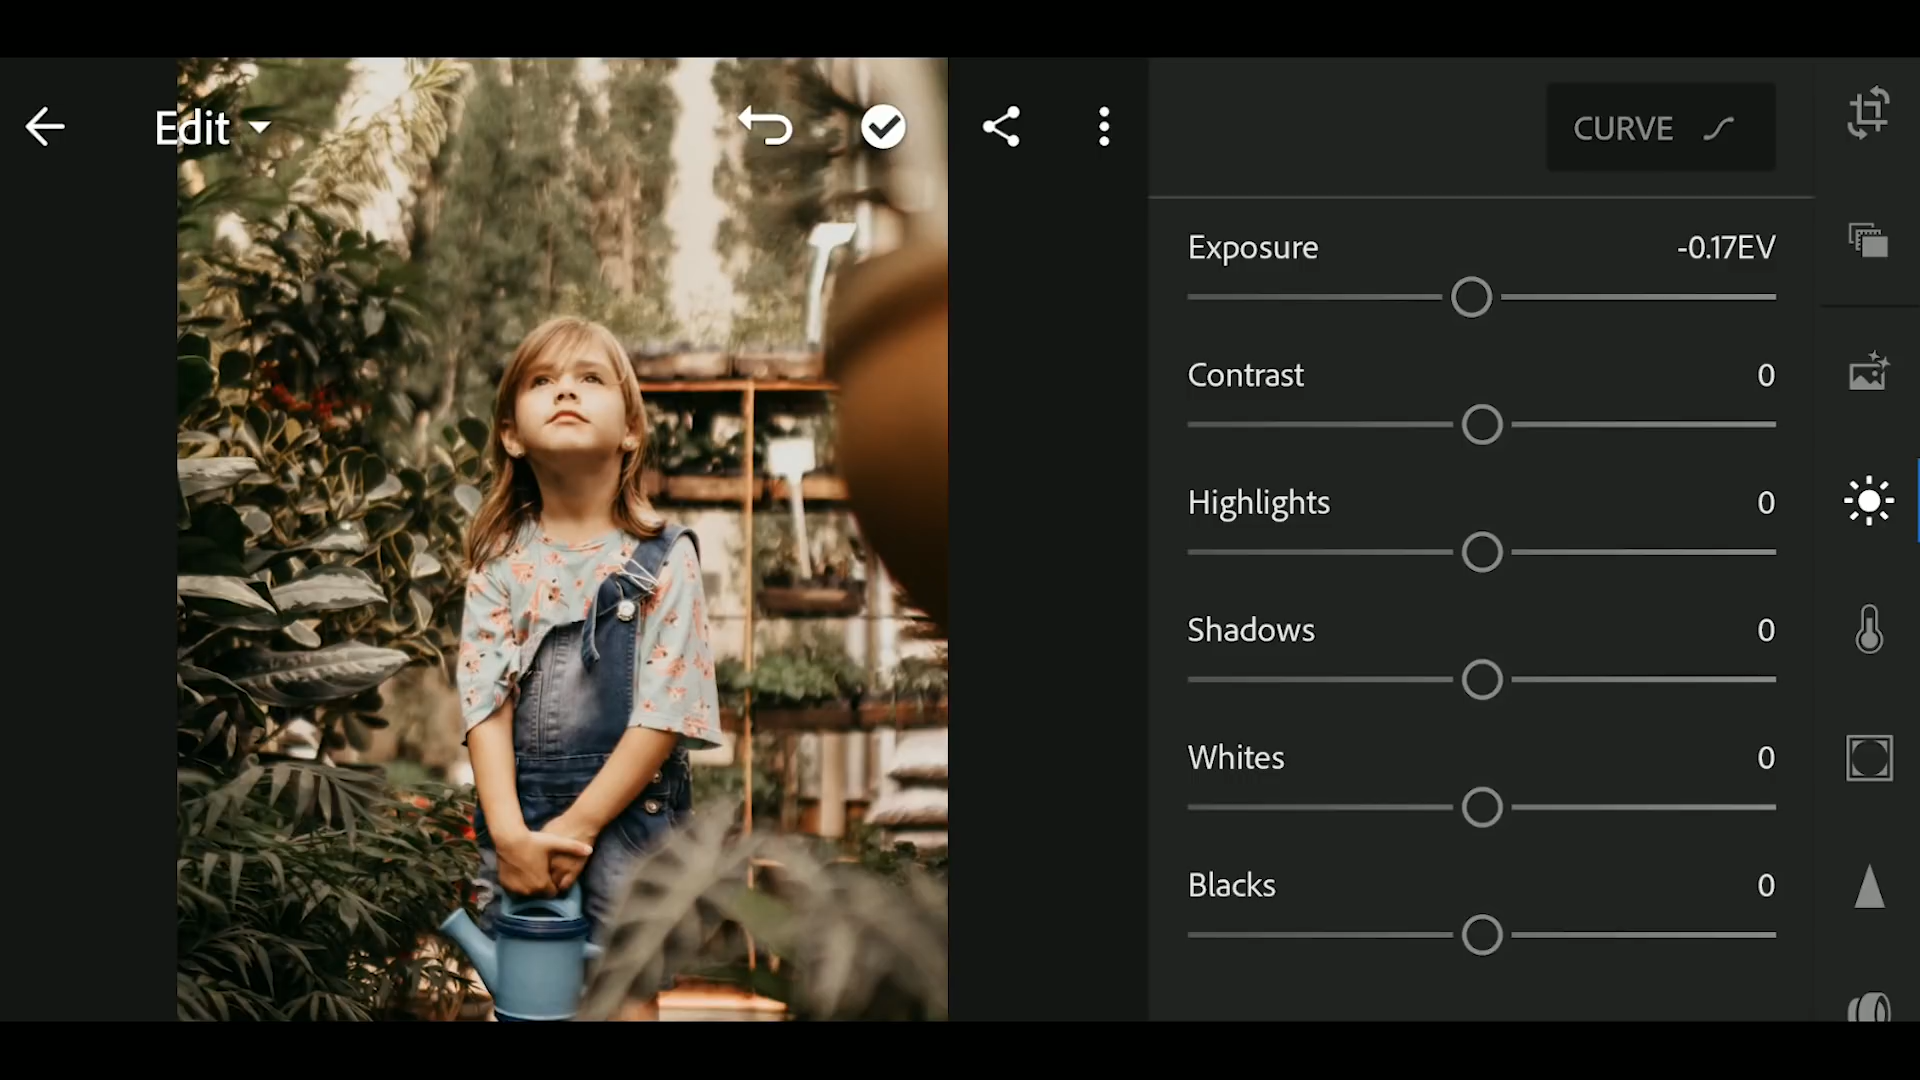 Edit
CURVE
Exposure -0.17EV
Contrast 0
Highlights 0
Shadows 0
Whites 0
Blacks 0